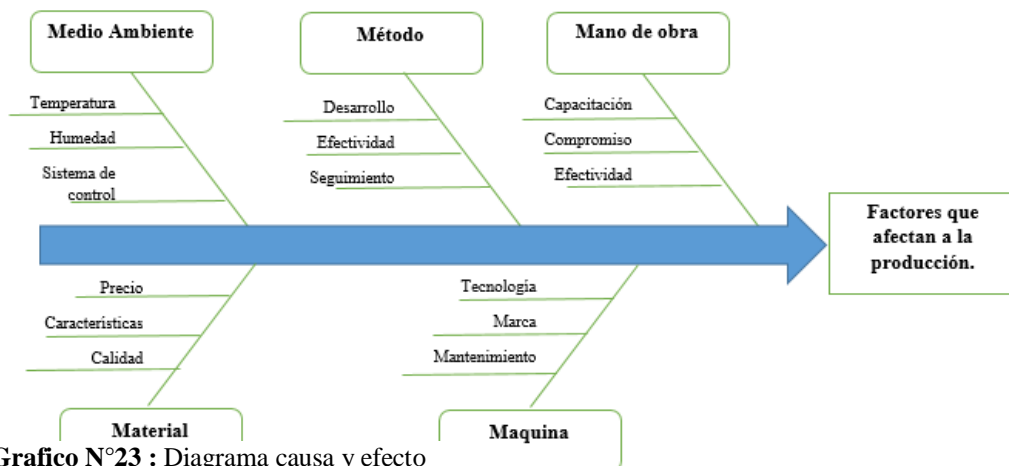 Medio Ambiente
Método
Mano de obra
Temperatura
Humedad
Sistema de
control
Desarrollo
Efectividad
Seguimiento
Capacitación
Compromiso
Efectividad
Factores que
afectan a la
producción.
Precio
Características
Calidad
Tecnología
Marca
Mantenimiento
Material
Maquina
Grafico N°23 : Diagrama causa y efecto